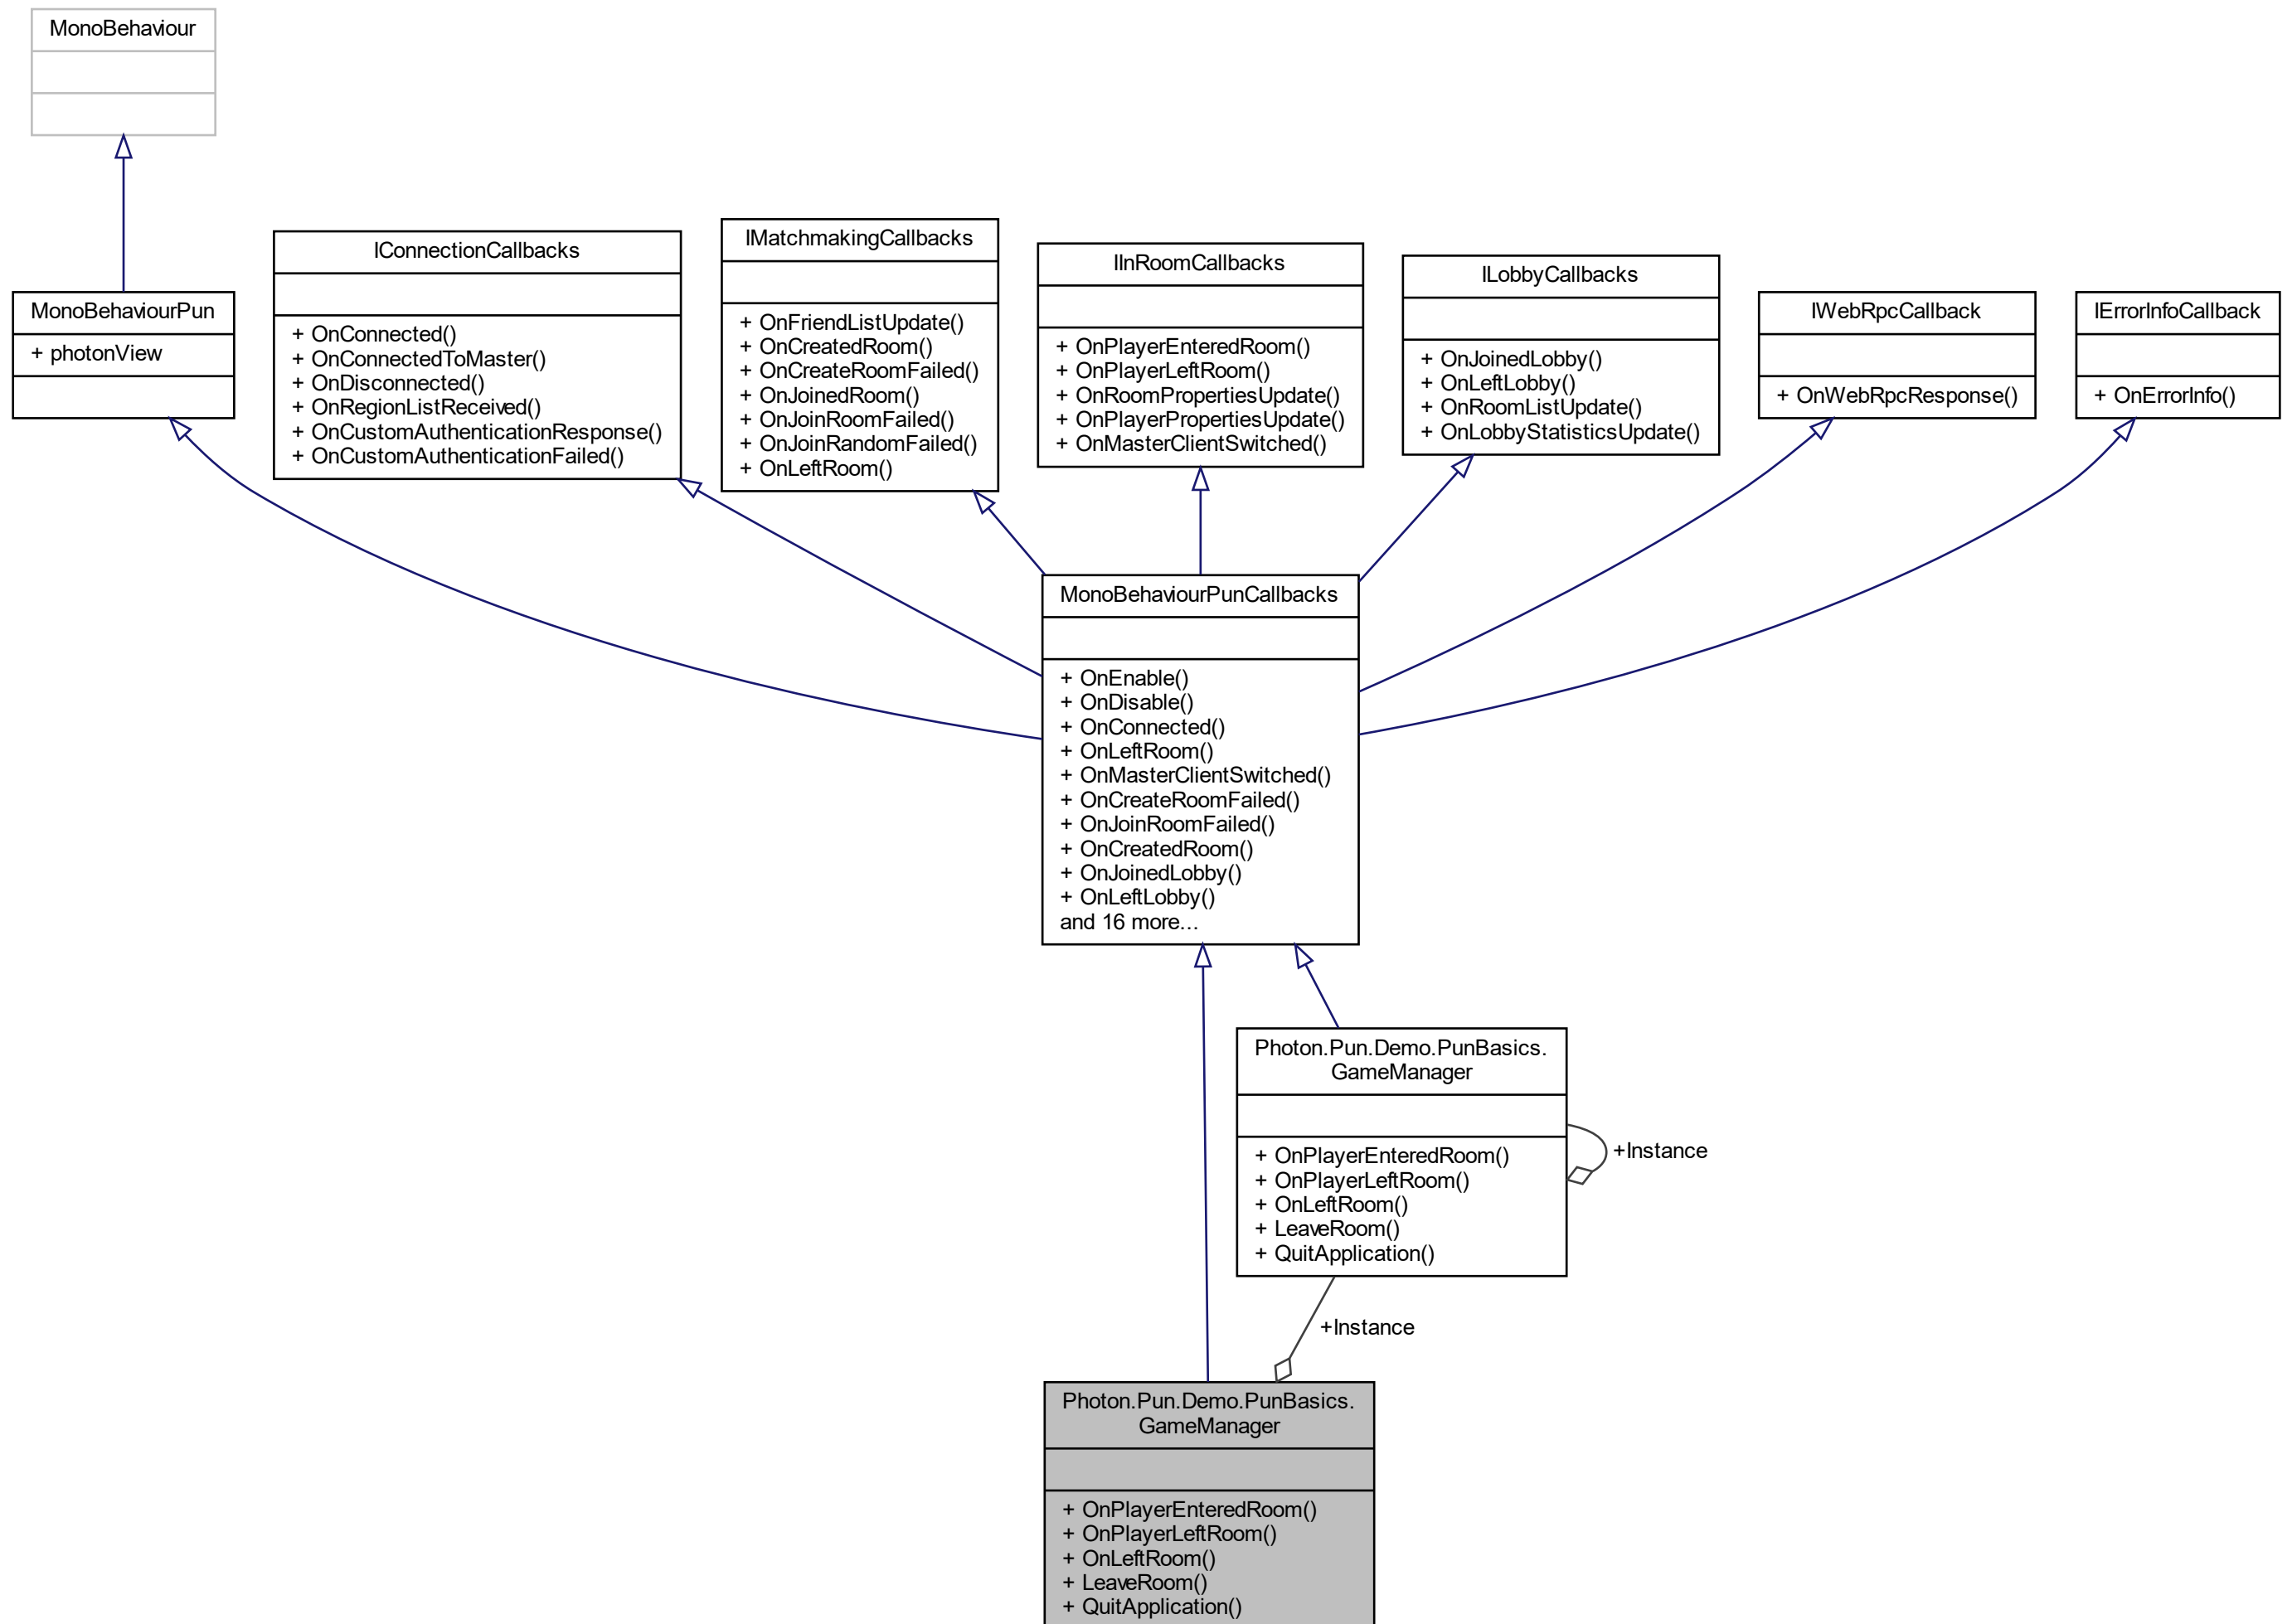 MonoBehaviour
MonoBehaviourPun
+ photonView
IConnectionCallbacks
+ OnConnected()
+ OnConnectedToMaster()
+ OnDisconnected()
+ OnRegionListReceived()
+ OnCustomAuthenticationResponse()
+ OnCustomAuthenticationFailed()
IMatchmakingCallbacks
+ OnFriendListUpdate()
+ OnCreatedRoom()
+ OnCreateRoomFailed()
+ OnJoinedRoom()
+ OnJoinRoomFailed()
+ OnJoinRandomFailed()
+ OnLeftRoom()
IInRoomCallbacks
+ OnPlayerEnteredRoom()
+ OnPlayerLeftRoom()
+ OnRoomPropertiesUpdate()
+ OnPlayerPropertiesUpdate()
+ OnMasterClientSwitched()
ILobbyCallbacks
+ OnJoinedLobby()
+ OnLeftLobby()
+ OnRoomListUpdate()
+ OnLobbyStatisticsUpdate()
IWebRpcCallback
+ OnWebRpcResponse()
IErrorInfoCallback
+ OnErrorInfo()
MonoBehaviourPunCallbacks
+ OnEnable()
+ OnDisable()
+ OnConnected()
+ OnLeftRoom()
+ OnMasterClientSwitched()
+ OnCreateRoomFailed()
+ OnJoinRoomFailed()
+ OnCreatedRoom()
+ OnJoinedLobby()
+ OnLeftLobby()
and 16 more...
Photon.Pun.Demo.PunBasics.
GameManager
+ OnPlayerEnteredRoom()
+ OnPlayerLeftRoom()
+ OnLeftRoom()
+ LeaveRoom()
+ QuitApplication()
+Instance
+Instance
Photon.Pun.Demo.PunBasics.
GameManager
+ OnPlayerEnteredRoom()
+ OnPlayerLeftRoom()
+ OnLeftRoom()
+ LeaveRoom()
+ QuitApplication()